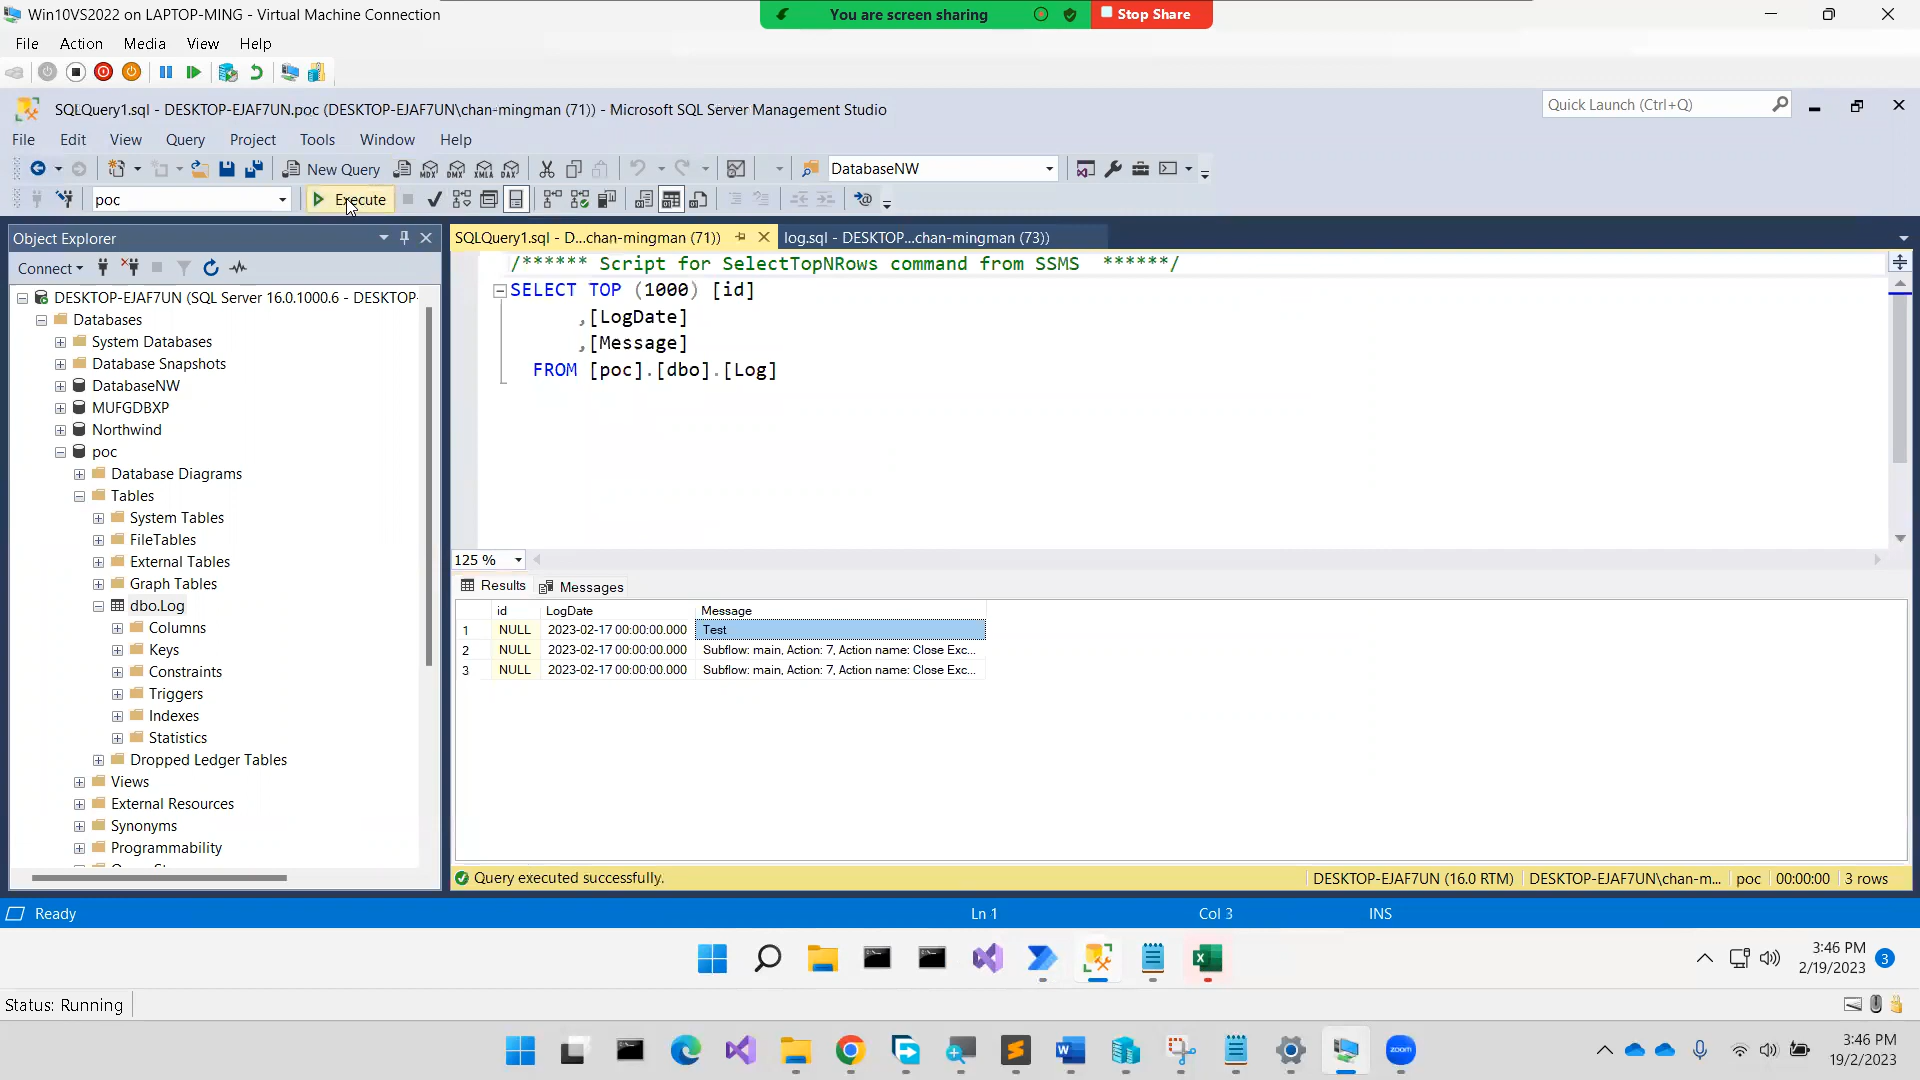 Win10VS2022 on LAPTOP-MING - Virtual Machine Connection
You are screen sharing
Stop Share
File Action Media View Help
SQLQuery1.sql - DESKTOP-EJAF7UN.poc (DESKTOP-EJAF7UN\chan-mingman (71)) - Microsoft SQL Server Management Studio
Quick Launch (Ctrl+Q)
File Edit View Query Project Tools Window Help
New Query
MDX DMX XMLA DAX
DatabaseNW
poc
Execute
Object Explorer
SQLQuery1.sql - D...chan-mingman (71))
log.sql - DESKTOP...chan-mingman (73))
Connect
DESKTOP-EJAF7UN (SQL Server 16.0.1000.6 - DESKTOP-
Databases
System Databases
Database Snapshots
DatabaseNW
MUFGDBXP
Northwind
poc
Database Diagrams
Tables
System Tables
FileTables
External Tables
Graph Tables
dbo.Log
Columns
Keys
Constraints
Triggers
Indexes
Statistics
Dropped Ledger Tables
Views
External Resources
Synonyms
Programmability
/****** Script for SelectTopNRows command from SSMS ******/
SELECT TOP (1000) [id]
,[LogDate]
,[Message]
FROM [poc].[dbo].[Log]
125 %
Results Messages
id LogDate Message
1 NULL 2023-02-17 00:00:00.000 Test
2 NULL 2023-02-17 00:00:00.000 Subflow: main, Action: 7, Action name: Close Exc...
3 NULL 2023-02-17 00:00:00.000 Subflow: main, Action: 7, Action name: Close Exc...
Query executed successfully.
DESKTOP-EJAF7UN (16.0 RTM) DESKTOP-EJAF7UN\chan-m... poc 00:00:00 3 rows
Ready
Ln 1
Col 3
INS
3:46 PM
2/19/2023
3
Status: Running
zoom
3:46 PM
19/2/2023